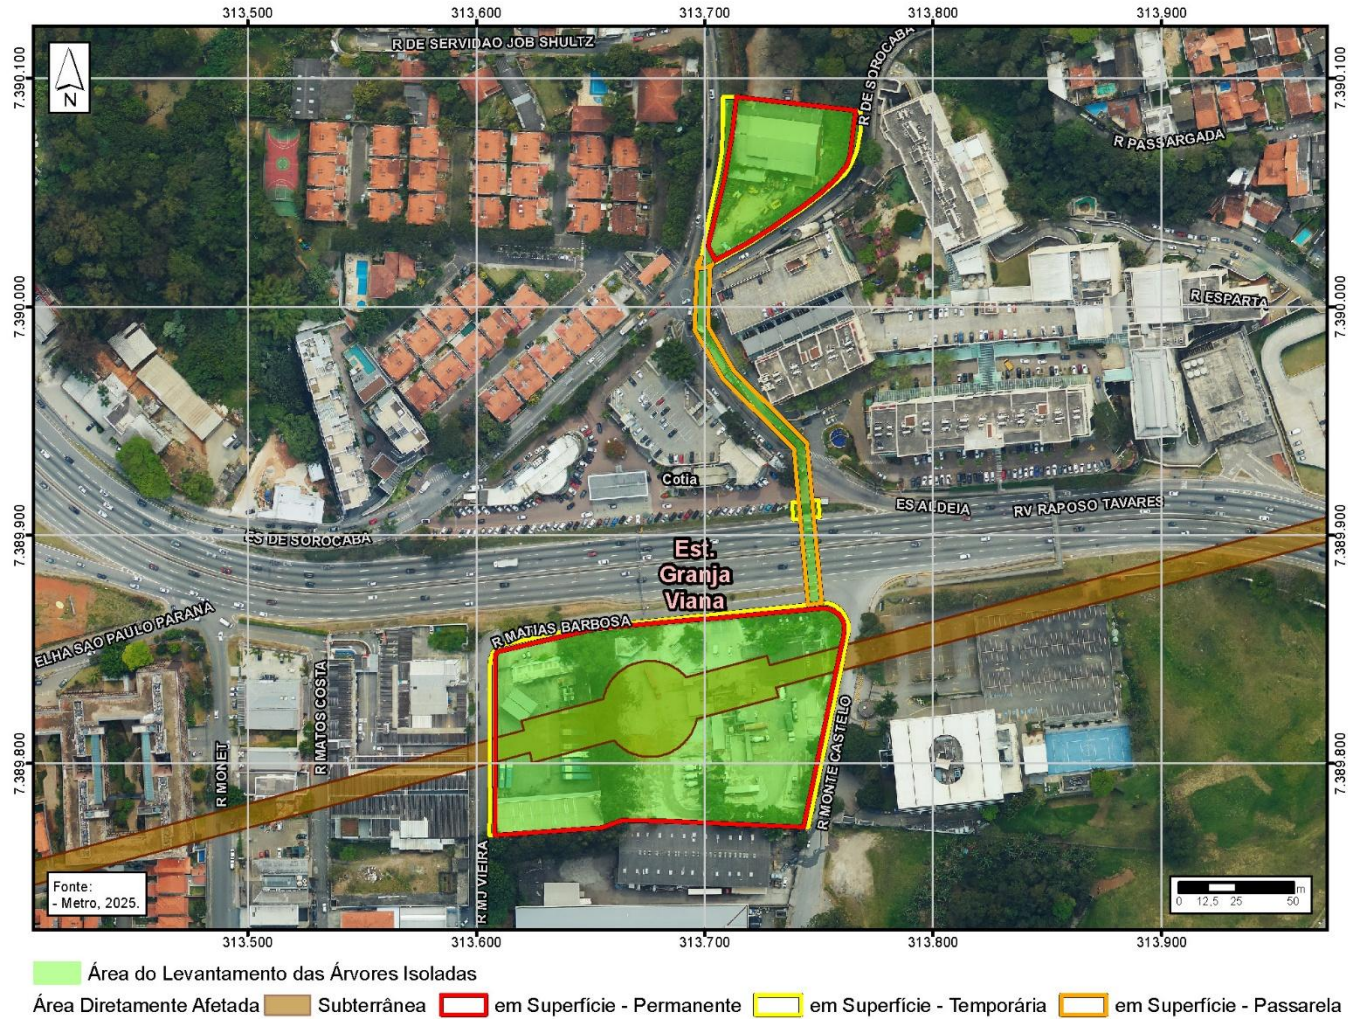 313,500 313,600 313,700 313,800 313,900
R DE SERVIDAO JOB SHULTZ
R DE SOROCABA
7.390.100 7.390.100
N
R PASSARGADA
7.390.000 7.390.000
R ESPARTA
Cotia
ES ALDEIA
RV RAPOSO TAVARES
7.389.900 7.389.900
ES DE SOROCABA
Est.
Granja
Viana
ELHA SAO PAULO PARANA
R MATIAS BARBOSA
R MONET
R MATOS COSTA
R MONTE CASTELO
7.389.800 7.389.800
R MJ VIEIRA
Fonte:
- Metro, 2025.
m
0 12,5 25 50
313.500 313.600 313.700 313.800 313.900
Área do Levantamento das Árvores Isoladas
Área Diretamente Afetada Subterrânea em Superfície - Permanente em Superfície - Temporária em Superfície - Passarela